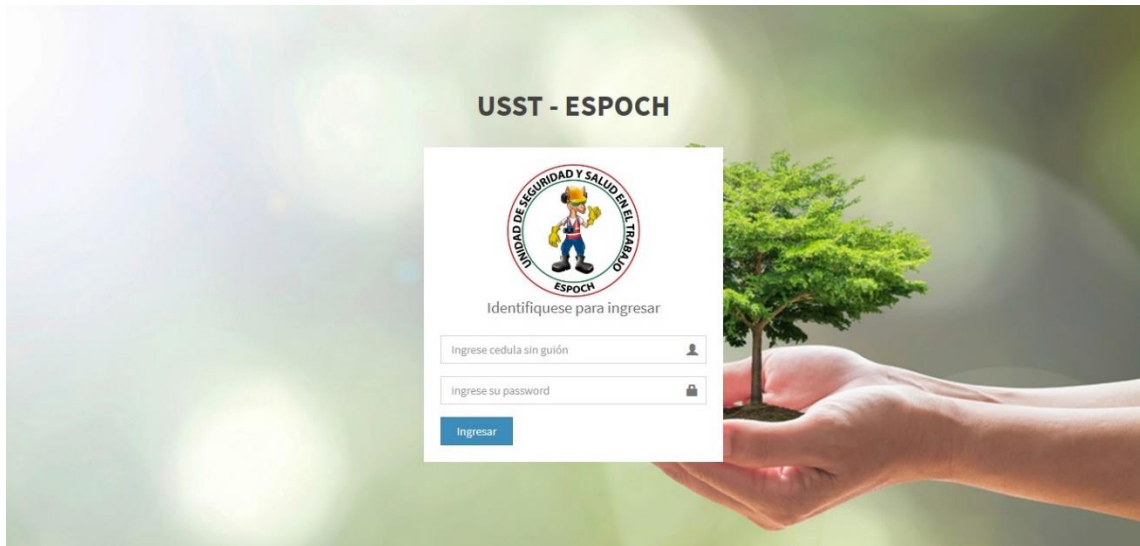 USST - ESPOCH
UNIDAD DE SEGURIDAD Y SALUD EN EL TRABAJO
ESPOCH
Identifiquese para ingresar
Ingrese cedula sin guión
ingrese su password
Ingresar